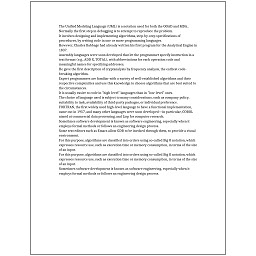 The Unified Modeling Language (UML) is a notation used for both the OOAD and MDA.
Normally the first step in debugging is to attempt to reproduce the problem.
It involves designing and implementing algorithms, step-by-step specifications of
procedures, by writing code in one or more programming languages.
However, Charles Babbage had already written his first program for the Analytical Engine in
1837.
Assembly languages were soon developed that let the programmer specify instruction in a
text format (e.g., ADD X, TOTAL), with abbreviations for each operation code and
meaningful names for specifying addresses.
He gave the first description of cryptanalysis by frequency analysis, the earliest code-
breaking algorithm.
Expert programmers are familiar with a variety of well-established algorithms and their
respective complexities and use this knowledge to choose algorithms that are best suited to
the circumstances.
It is usually easier to code in "high-level" languages than in "low-level" ones.
The choice of language used is subject to many considerations, such as company policy,
suitability to task, availability of third-party packages, or individual preference.
FORTRAN, the first widely used high-level language to have a functional implementation,
came out in 1957, and many other languages were soon developed—in particular, COBOL
aimed at commercial data processing, and Lisp for computer research.
Sometimes software development is known as software engineering, especially when it
employs formal methods or follows an engineering design process.
Some text editors such as Emacs allow GDB to be invoked through them, to provide a visual
environment.
For this purpose, algorithms are classified into orders using so-called Big O notation, which
expresses resource use, such as execution time or memory consumption, in terms of the size
of an input.
For this purpose, algorithms are classified into orders using so-called Big O notation, which
expresses resource use, such as execution time or memory consumption, in terms of the size
of an input.
Sometimes software development is known as software engineering, especially when it
employs formal methods or follows an engineering design process.